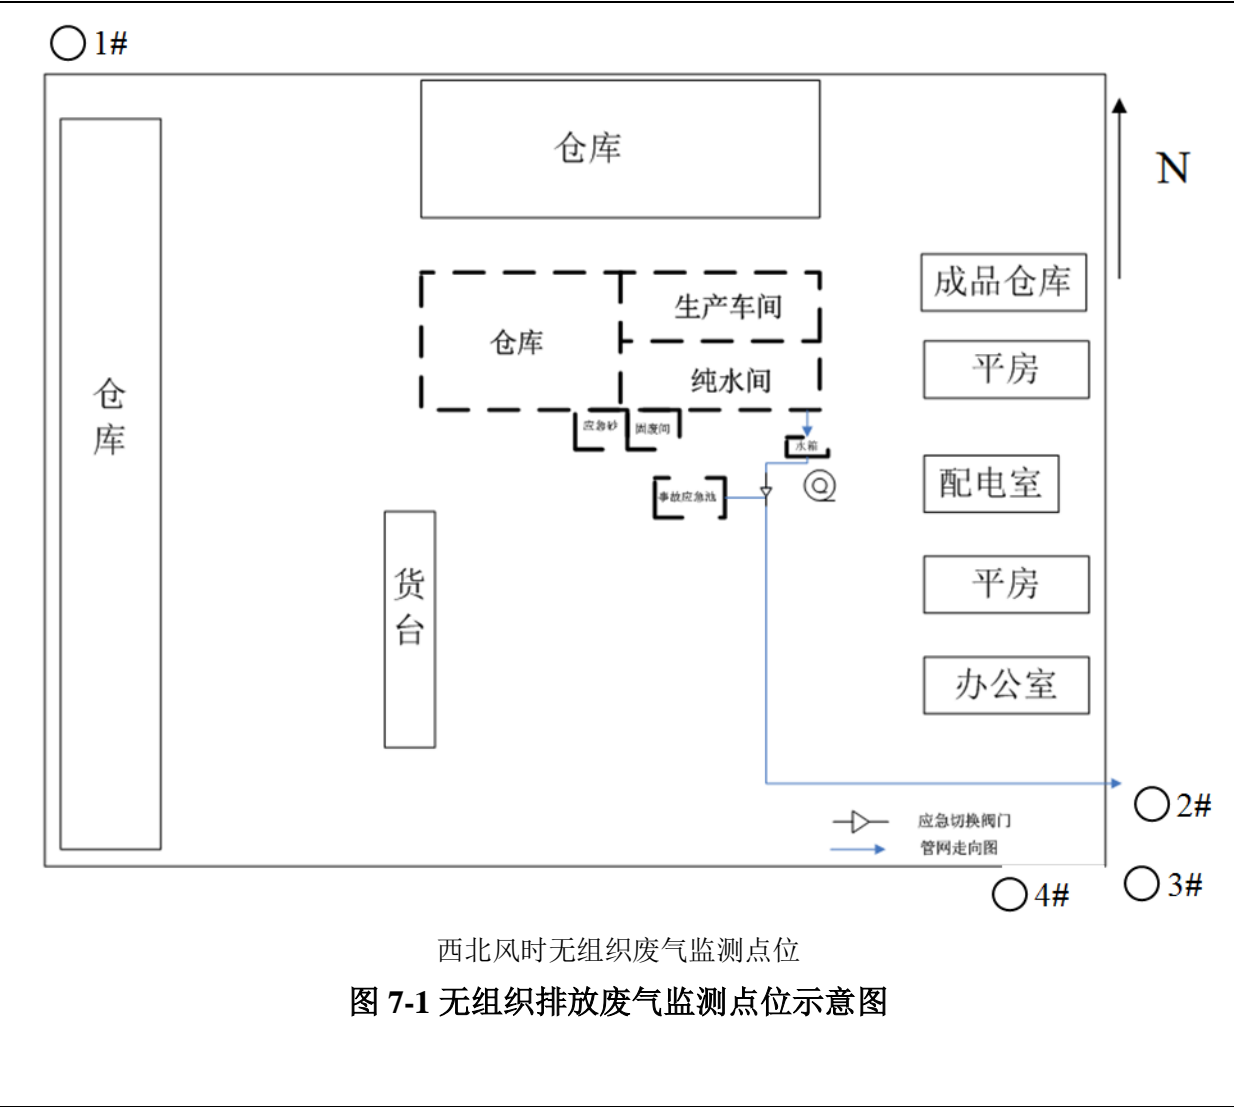 1#
仓库
N
成品仓库
生产车间
仓库
平房
纯水间
仓
库
应急砂
固废间
水箱
配电室
事故应急池
货
台
平房
办公室
2#
应急切换阀门
管网走向图
3#
4#
西北风时无组织废气监测点位
图 7-1 无组织排放废气监测点位示意图